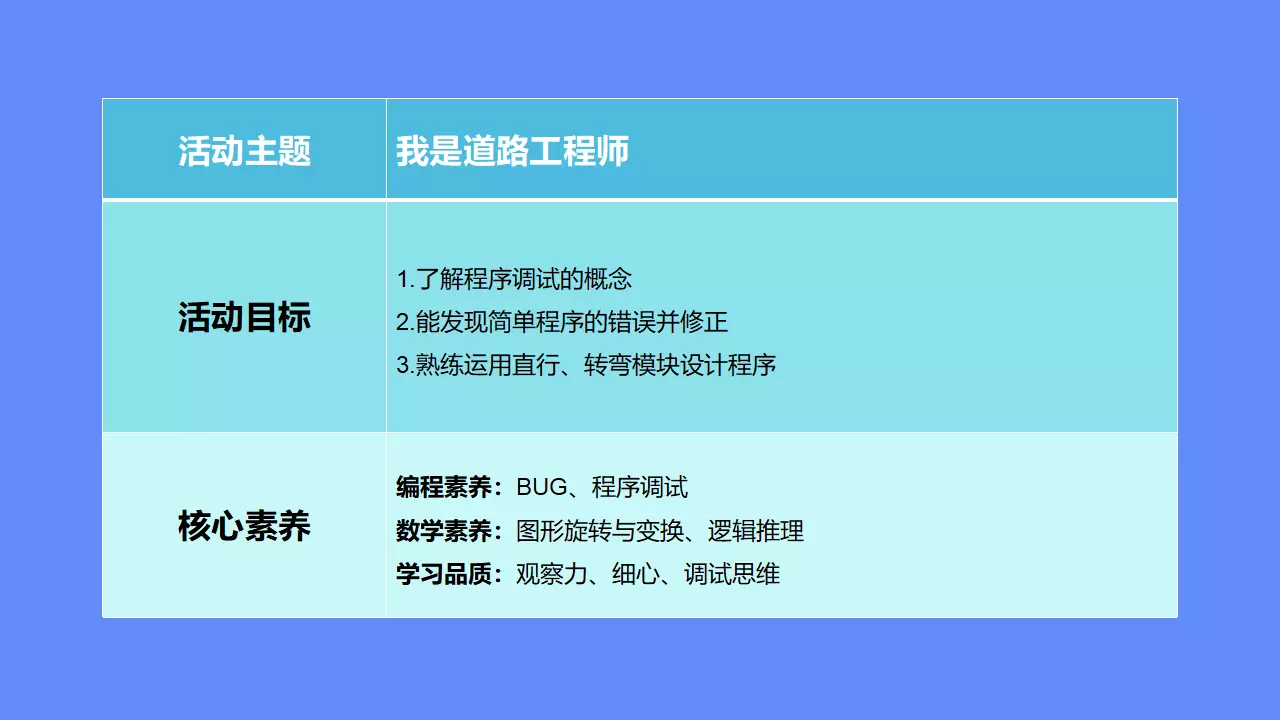 活动主题
我是道路工程师
活动目标
1.了解程序调试的概念
2.能发现简单程序的错误并修正
3.熟练运用直行、转弯模块设计程序
核心素养
编程素养：BUG、程序调试
数学素养：图形旋转与变换、逻辑推理
学习品质：观察力、细心、调试思维